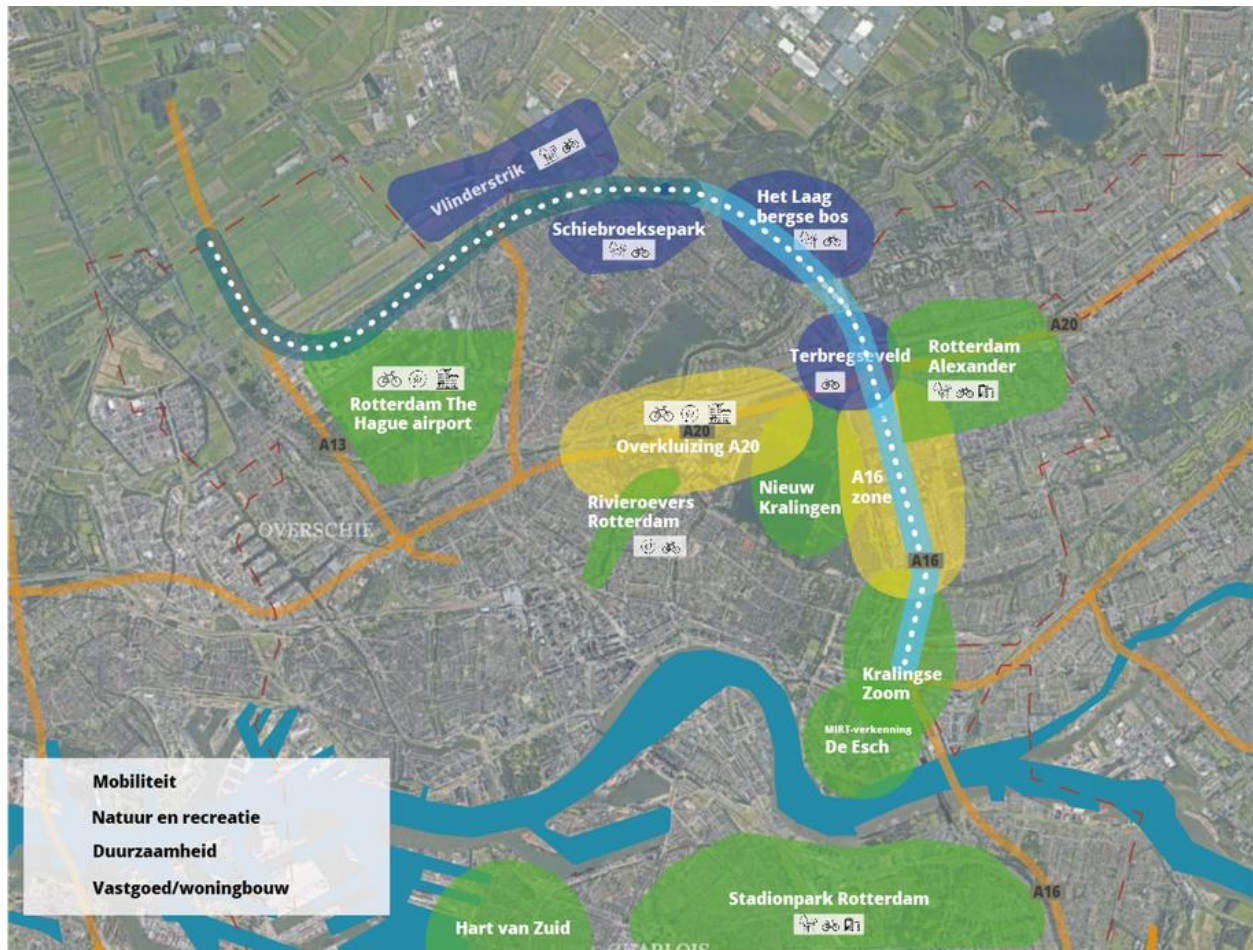 Vlinderstrik
Het Laag
bergse bos
Schiebroeksepark
A20
Terbregseveld
Rotterdam
Alexander
Rotterdam The
Hague airport
A13
A20
Overkluizing A20
A16
zone
Nieuw
Kralingen
Rivieroevers
Rotterdam
OVERSCHIE
A16
Kralingse
Zoom
MIRT-verkenning
De Esch
Mobiliteit
Natuur en recreatie
Duurzaamheid
Vastgoed/woningbouw
Stadionpark Rotterdam
A16
Hart van Zuid
CHARLOIS